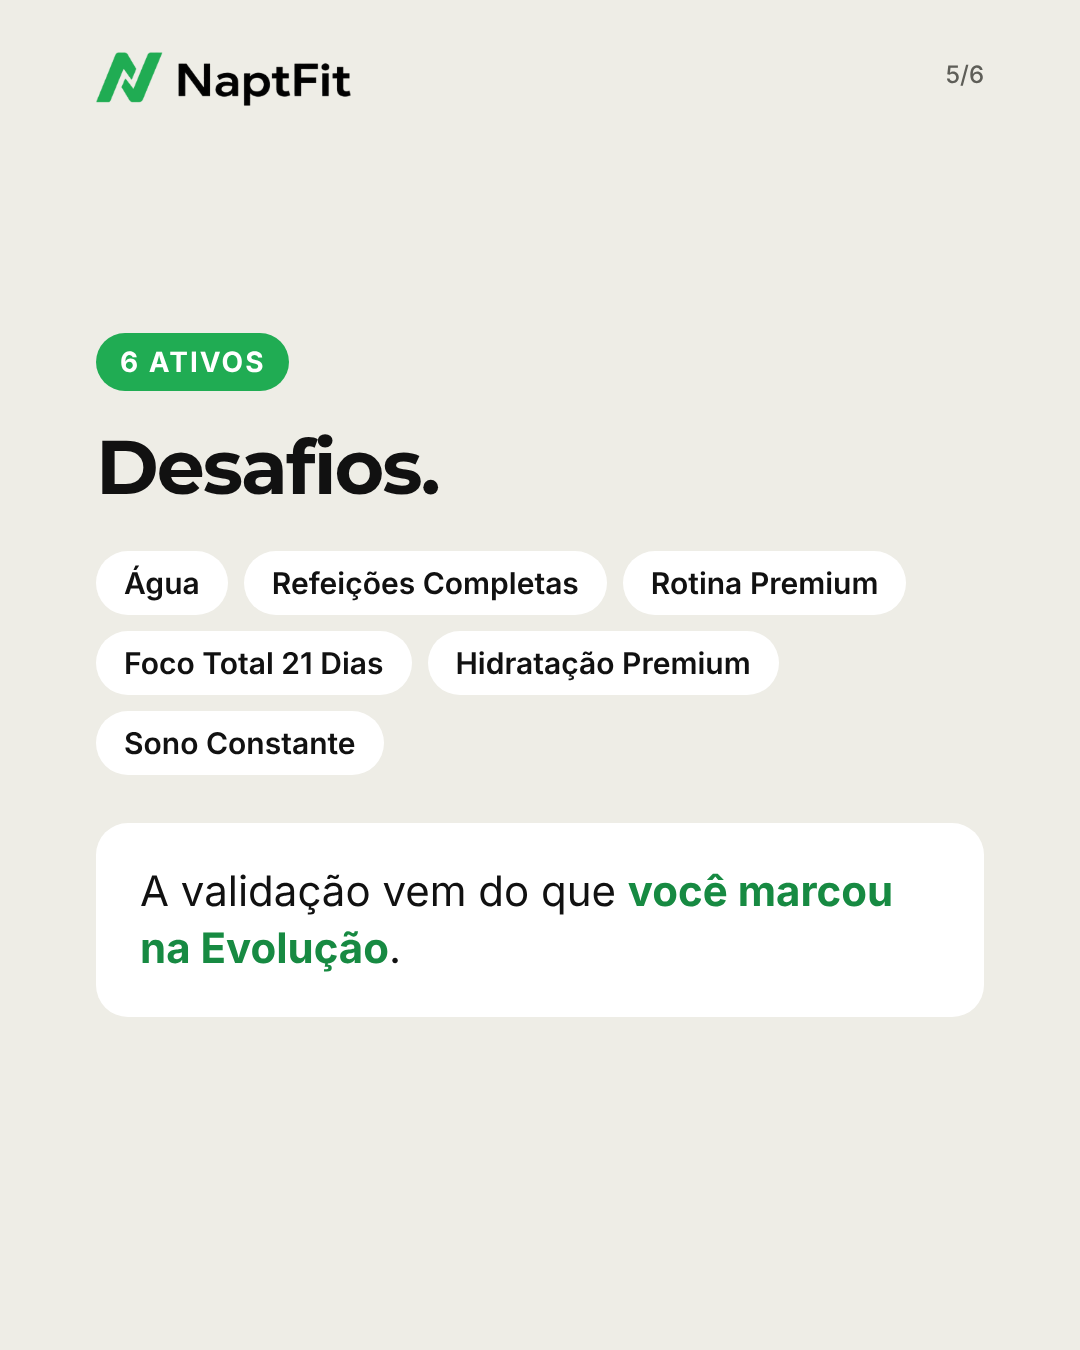 NaptFit
5/6
6 ATIVOS
Desafios.
Água
Refeições Completas
Rotina Premium
Foco Total 21 Dias
Hidratação Premium
Sono Constante
A validação vem do que você marcou
na Evolução.